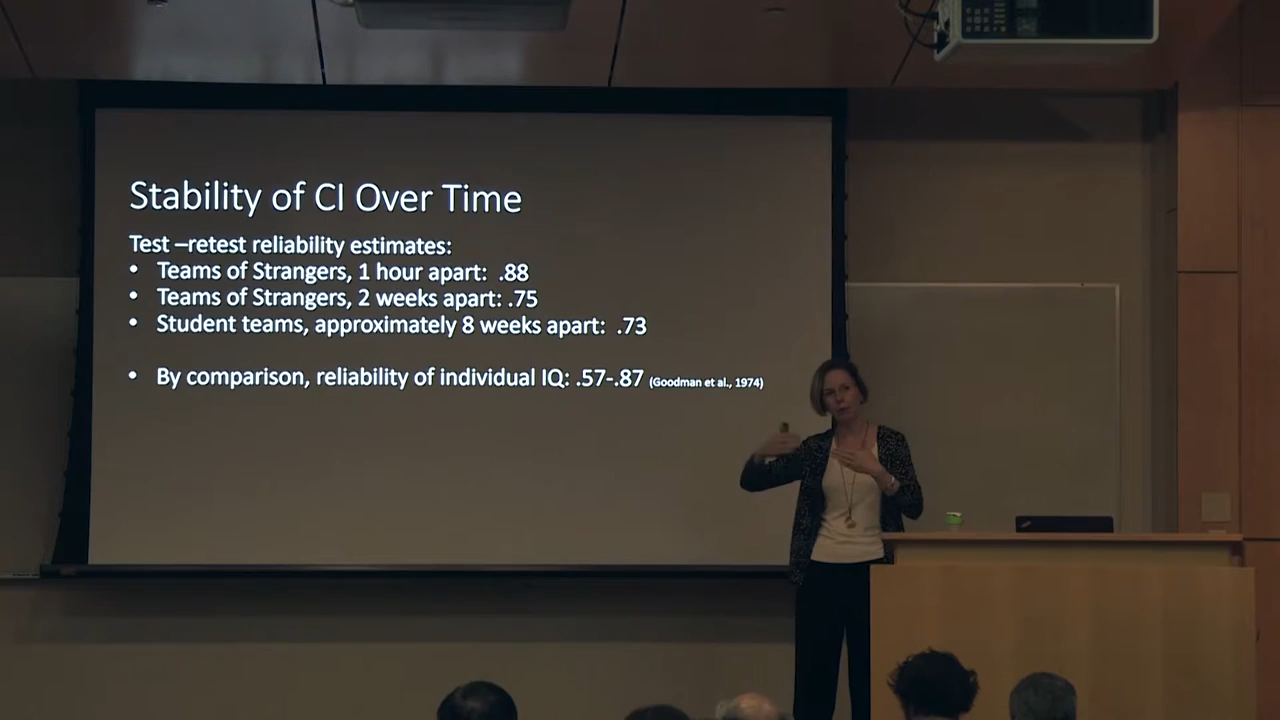 Stability of CI Over Time
Test –retest reliability estimates:
• Teams of Strangers, 1 hour apart:  .88
• Teams of Strangers, 2 weeks apart: .75
• Student teams, approximately 8 weeks apart:  .73
• By comparison, reliability of individual IQ: .57-.87 (Goodman et al., 1974)